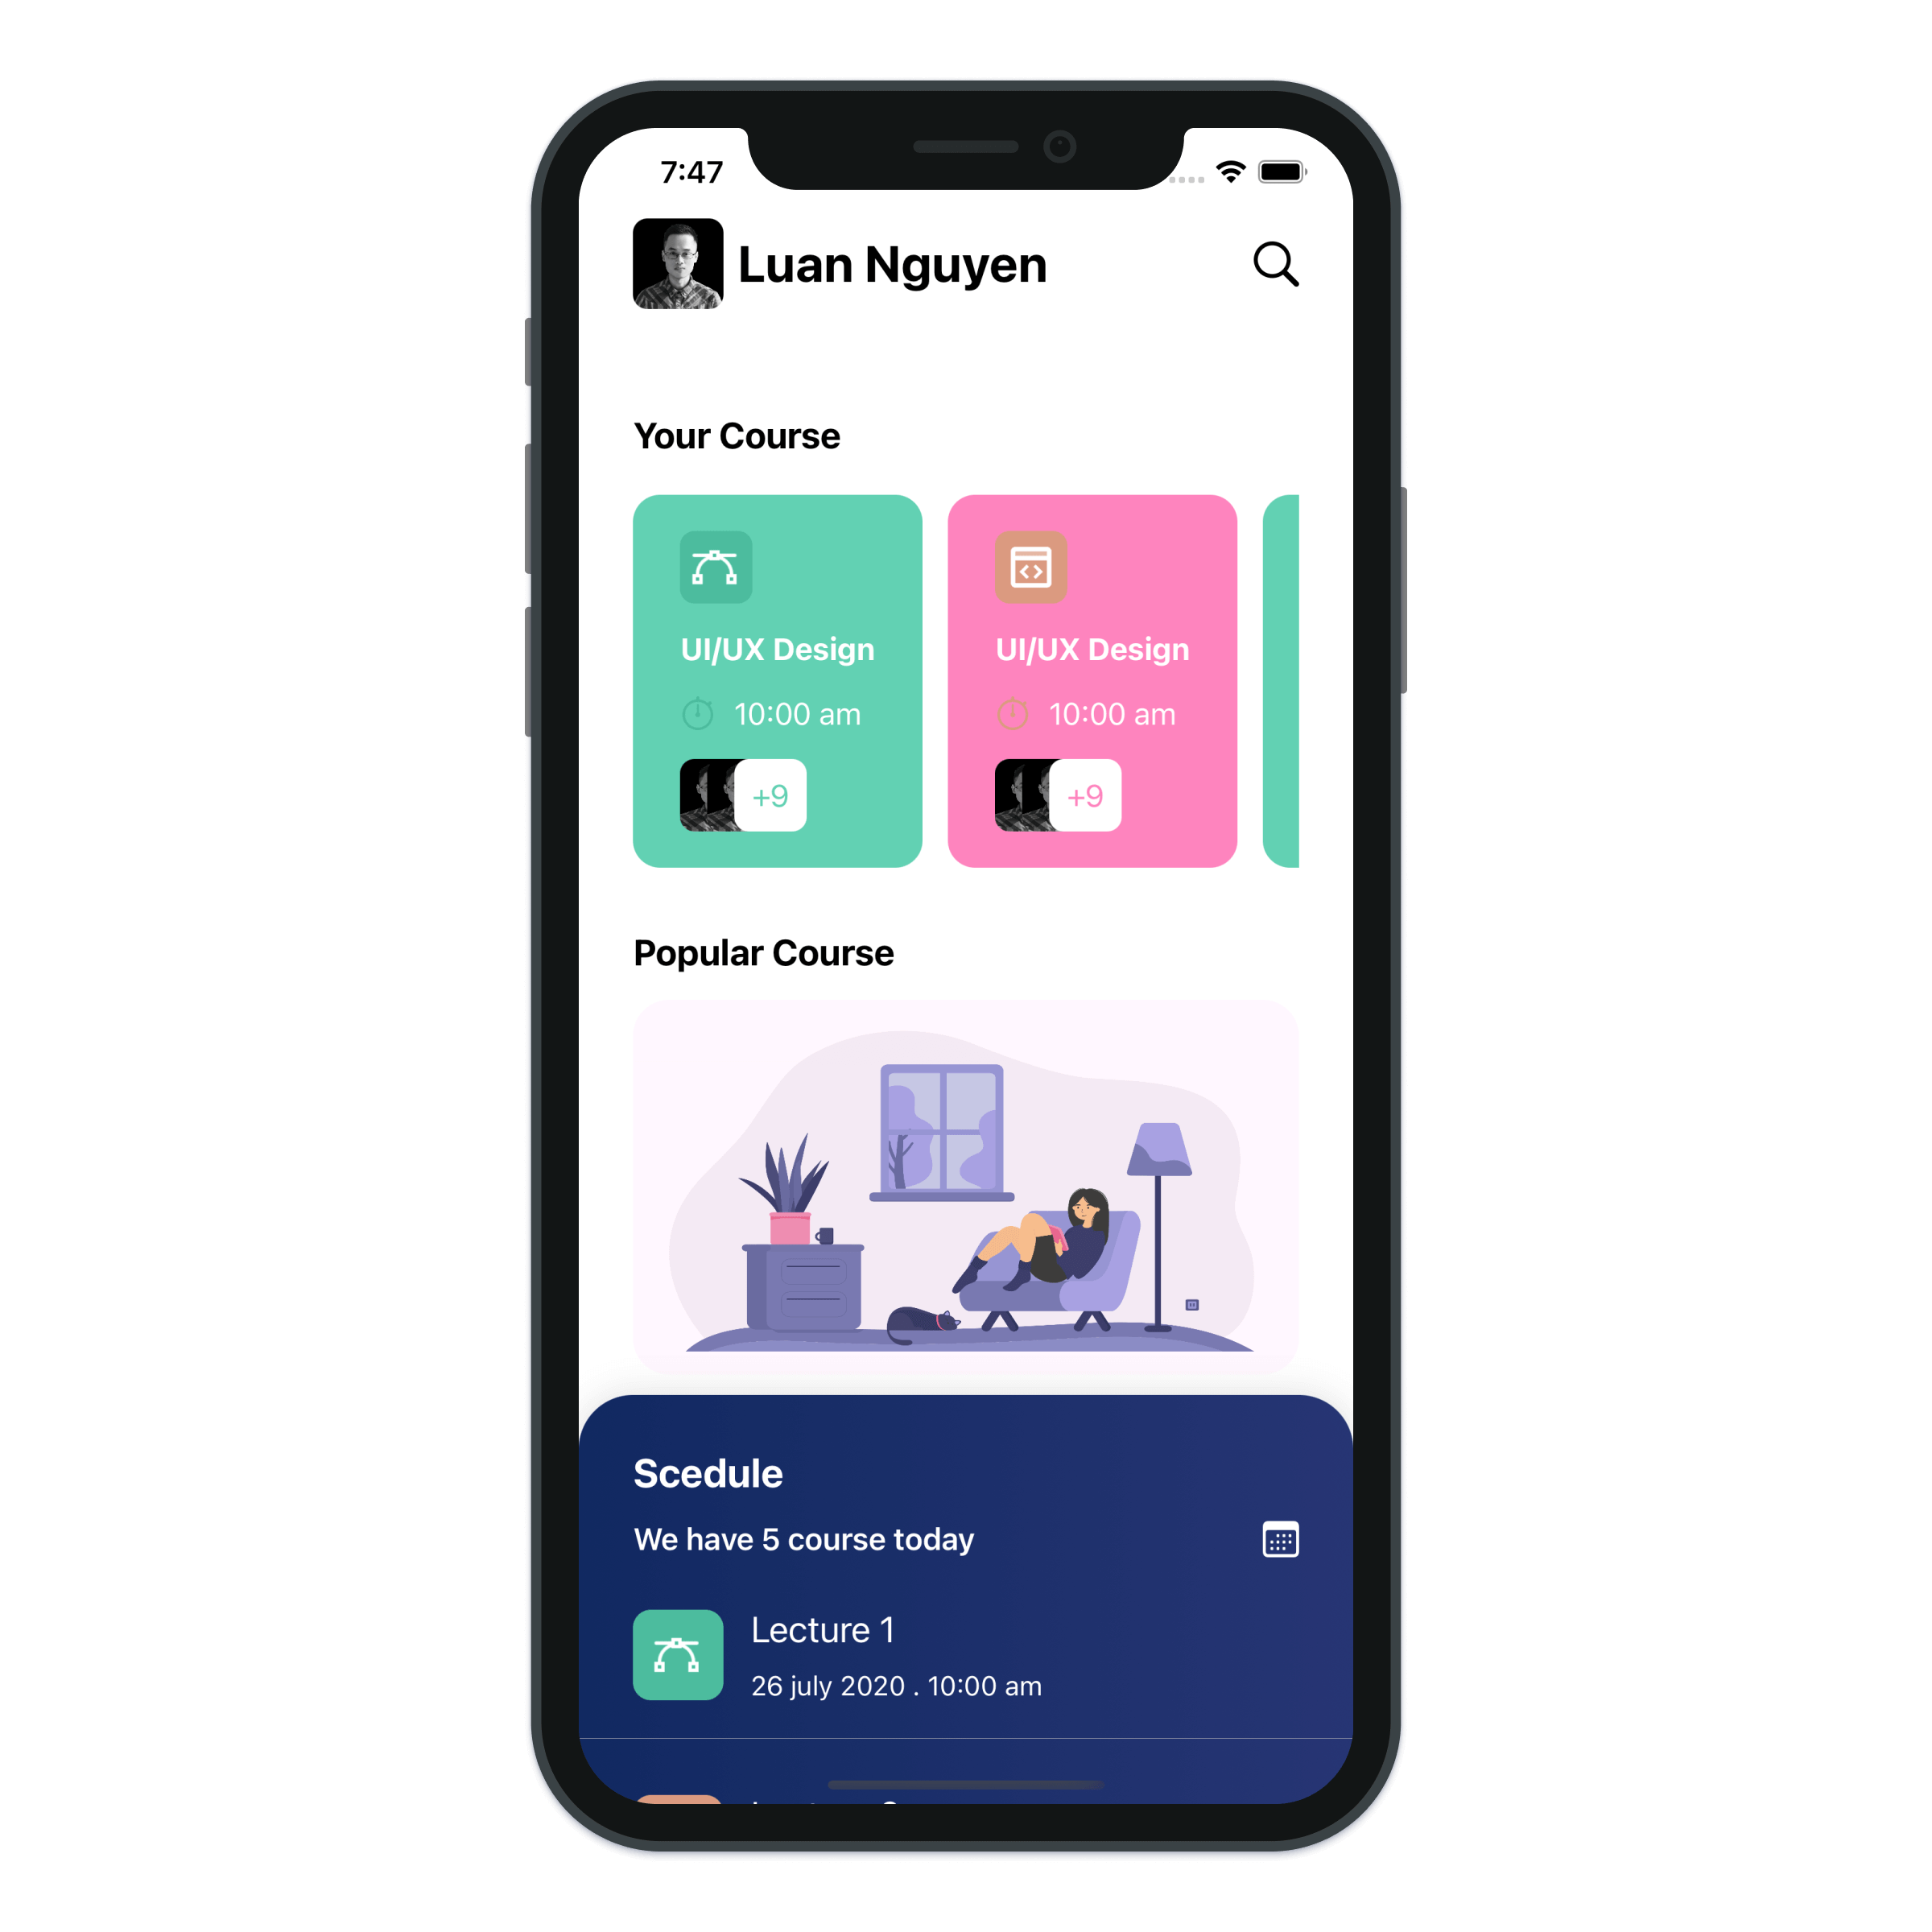 7:47
Luan Nguyen
Your Course
UI/UX Design
10:00 am
+9
UI/UX Design
10:00 am
+9
Popular Course
Scedule
We have 5 course today
Lecture 1
26 july 2020 . 10:00 am